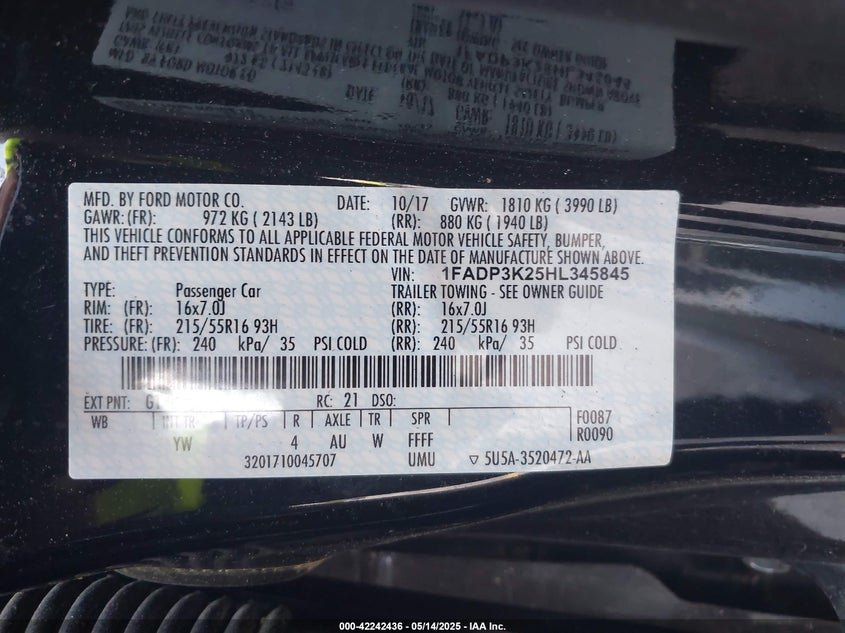 MFD. BY FORD MOTOR CO. DATE: 10/17 GVWR: 1810 KG ( 3990 LB)
GAWR: (FR) 972 KG ( 2143 LB) (RR): 880 KG ( 1940 LB)
THIS VEHICLE CONFORMS TO ALL APPLICABLE FEDERAL MOTOR VEHICLE SAFETY, BUMPER,
AND THEFT PREVENTION STANDARDS IN EFFECT ON THE DATE OF MANUFACTURE SHOWN ABOVE.
VIN: 1FADP3K25HL345845
TYPE: Passenger Car TRAILER TOWING - SEE OWNER GUIDE
RIM: (FR): 16x7.0J (RR): 16x7.0J
TIRE: (FR): 215/55R16 93H (RR): 215/55R16 93H
PRESSURE: (FR): 240 kPa/ 35 PSI COLD (RR): 240 kPa/ 35 PSI COLD
EXT PNT: RC: 21 DSO:
WB INT TR TP/PS R AXLE TR SPR F0087
YW 4 AU W FFFF R0090
3201710045707 UMU ▽ 5U5A-3520472-AA
000-42242436 - 05/14/2025 - IAA Inc.